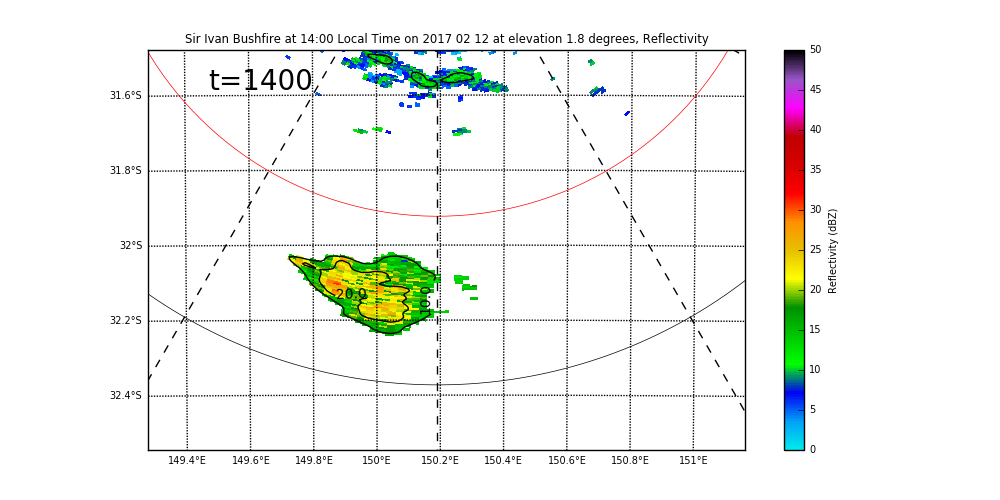 Sir Ivan Bushfire at 14:00 Local Time on 2017 02 12 at elevation 1.8 degrees, Reflectivity
t=1400
31.6°S
31.8°S
32°S
32.2°S
32.4°S
20.0
10.0
149.4°E 149.6°E 149.8°E 150°E 150.2°E 150.4°E 150.6°E 150.8°E 151°E
50
45
40
35
30
25
20
15
10
5
0
Reflectivity (dBZ)